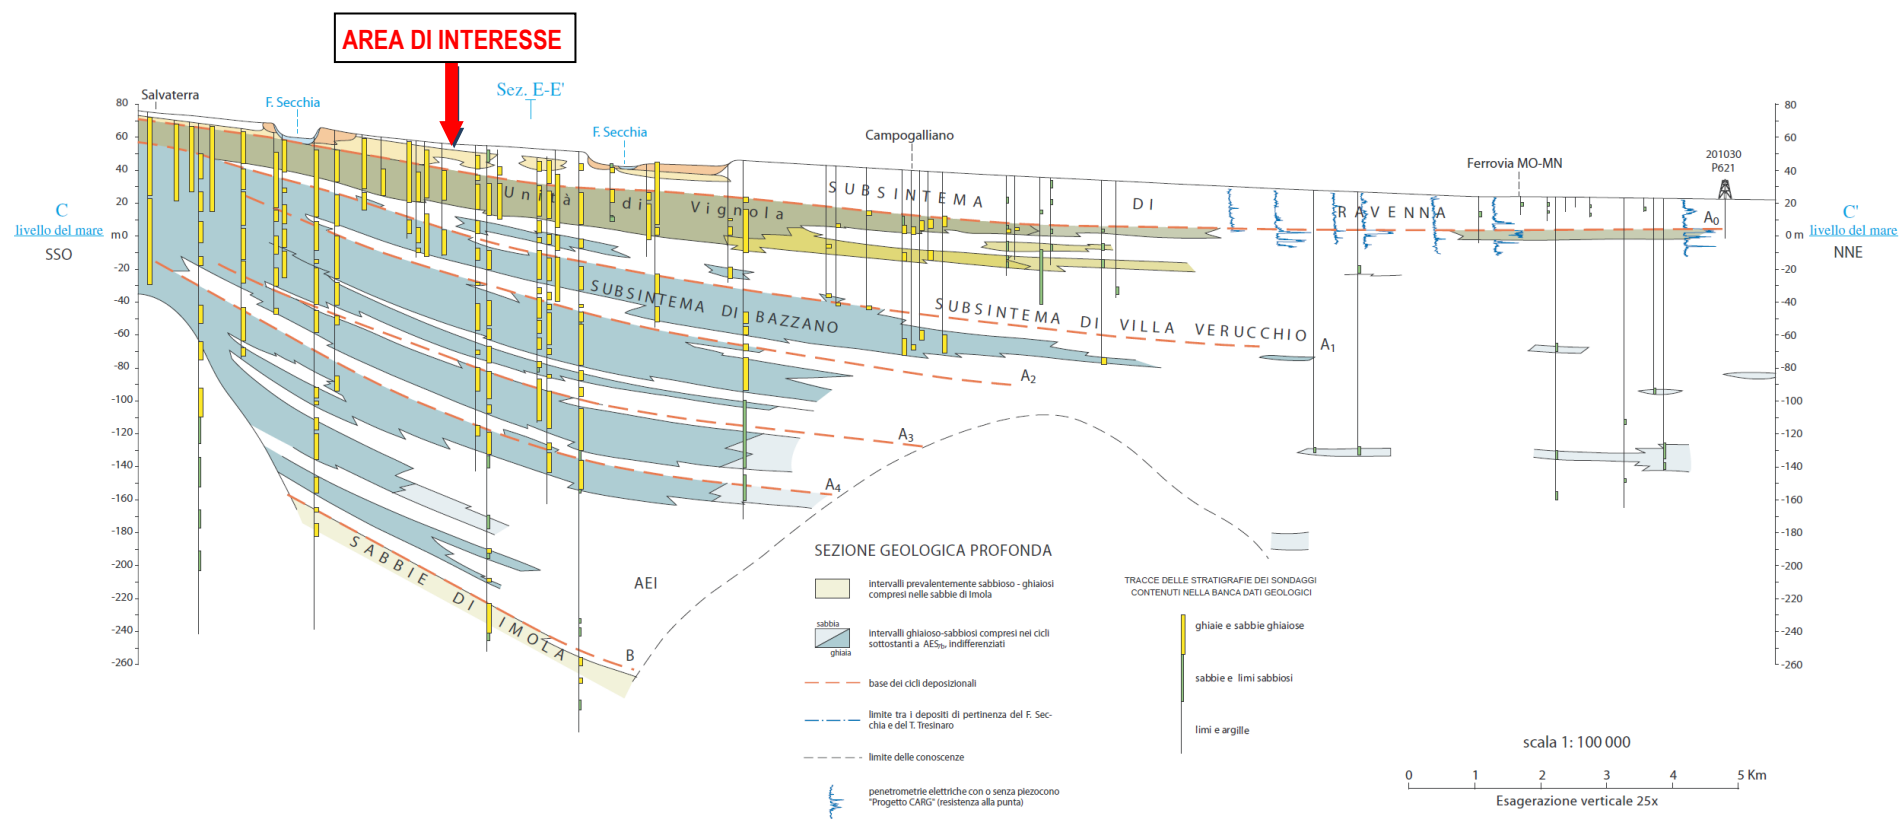 AREA DI INTERESSE
Sez. E-E'
Salvaterra
F. Secchia
F. Secchia
Campogalliano
Ferrovia MO-MN
201030
P621
80
60
40
20
m0
-20
-40
-60
-80
-100
-120
-140
-160
-180
-200
-220
-240
-260
C
livello del mare
SSO
80
60
40
20
0 m
-20
-40
-60
-80
-100
-120
-140
-160
-180
-200
-220
-240
-260
C'
livello del mare
NNE
SUBSINTEMA DI RAVENNA
A0
Unità di Vignola
SUBSINTEMA DI BAZZANO
SUBSINTEMA DI VILLA VERUCCHIO
A1
A2
A3
A4
AEI
SABBIE DI IMOLA
B
SEZIONE GEOLOGICA PROFONDA
intervalli prevalentemente sabbioso - ghiaiosi
compresi nelle sabbie di Imola
sabbia
ghiaia
intervalli ghiaioso-sabbiosi compresi nei cicli
sottostanti a AES7b, indifferenziati
base dei cicli deposizionali
limite tra i depositi di pertinenza del F. Sec-
chia e del T. Tresinaro
limite delle conoscenze
penetrometrie elettriche con o senza piezocono
"Progetto CARG" (resistenza alla punta)
TRACCE DELLE STRATIGRAFIE DEI SONDAGGI
CONTENUTI NELLA BANCA DATI GEOLOGICI
ghiaie e sabbie ghiaiose
sabbie e limi sabbiosi
limi e argille
scala 1: 100 000
0 1 2 3 4 5 Km
Esagerazione verticale 25x